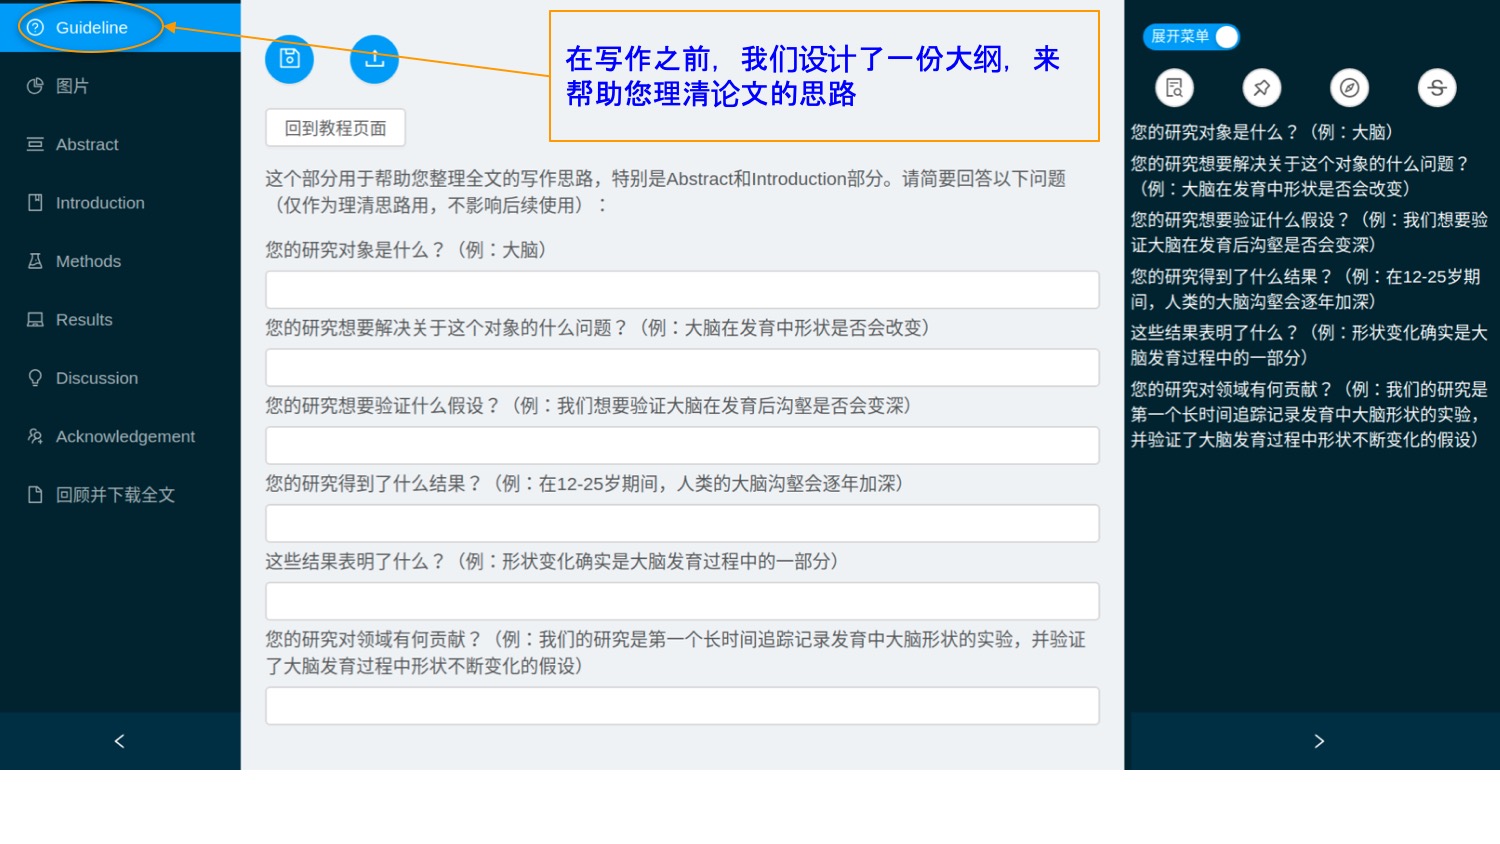 Guideline
图片
Abstract
Introduction
Methods
Results
Discussion
Acknowledgement
回顾并下载全文
在写作之前，我们设计了一份大纲，来
帮助您理清论文的思路
回到教程页面
这个部分用于帮助您整理全文的写作思路，特别是Abstract和Introduction部分。请简要回答以下问题
（仅作为理清思路用，不影响后续使用）：
您的研究对象是什么？（例：大脑）
您的研究想要解决关于这个对象的什么问题？（例：大脑在发育中形状是否会改变）
您的研究想要验证什么假设？（例：我们想要验证大脑在发育后沟壑是否会变深）
您的研究得到了什么结果？（例：在12-25岁期间，人类的大脑沟壑会逐年加深）
这些结果表明了什么？（例：形状变化确实是大脑发育过程中的一部分）
您的研究对领域有何贡献？（例：我们的研究是第一个长时间追踪记录发育中大脑形状的实验，并验证
了大脑发育过程中形状不断变化的假设）
展开菜单
您的研究对象是什么？（例：大脑）
您的研究想要解决关于这个对象的什么问题？
（例：大脑在发育中形状是否会改变）
您的研究想要验证什么假设？（例：我们想要验
证大脑在发育后沟壑是否会变深）
您的研究得到了什么结果？（例：在12-25岁期
间，人类的大脑沟壑会逐年加深）
这些结果表明了什么？（例：形状变化确实是大
脑发育过程中的一部分）
您的研究对领域有何贡献？（例：我们的研究是
第一个长时间追踪记录发育中大脑形状的实验，
并验证了大脑发育过程中形状不断变化的假设）